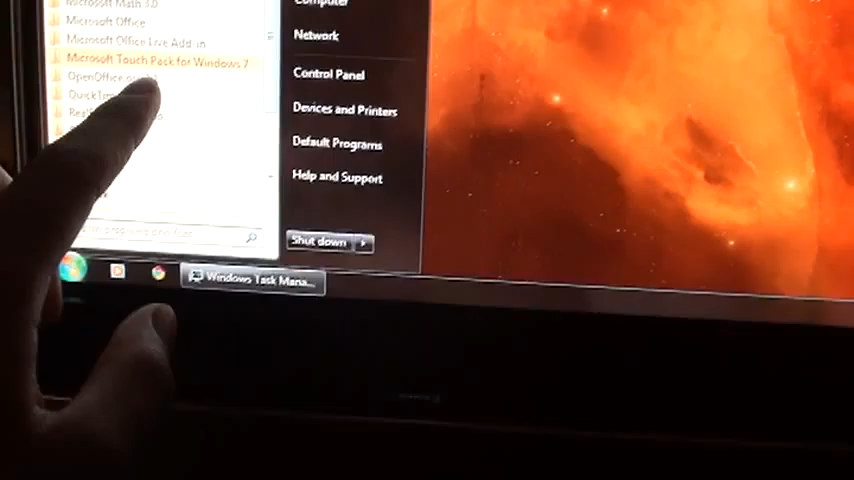 Microsoft Math 3.0
Microsoft Office
Microsoft Office Live Add-in
Microsoft Touch Pack for Windows 7
OpenOffice
Computer
Network
Control Panel
Devices and Printers
Default Programs
Help and Support
Shut down
Windows Task Mana...